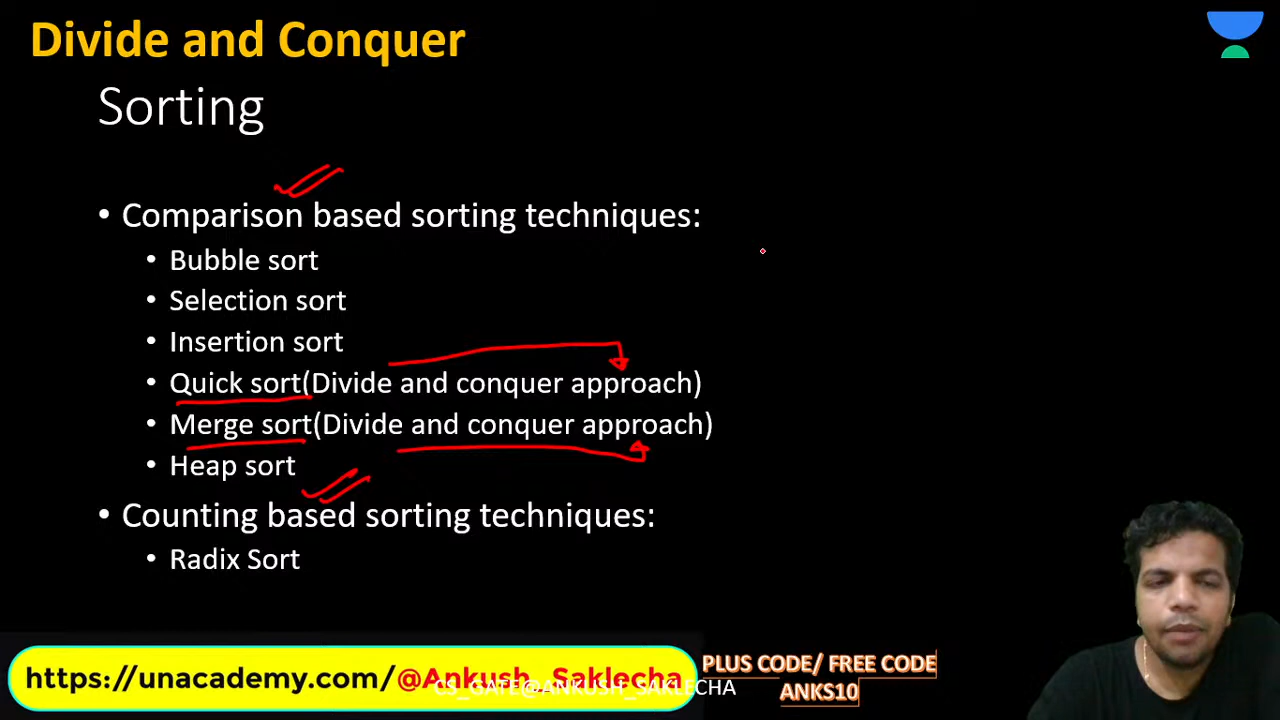 Divide and Conquer
Sorting
• Comparison based sorting techniques:
• Bubble sort
• Selection sort
• Insertion sort
• Quick sort(Divide and conquer approach)
• Merge sort(Divide and conquer approach)
• Heap sort
• Counting based sorting techniques:
• Radix Sort
https://unacademy.com/@Ankush_Saklecha
CS_GATE@ANKUSH_SAKLECHA
PLUS CODE/ FREE CODE
ANKS10